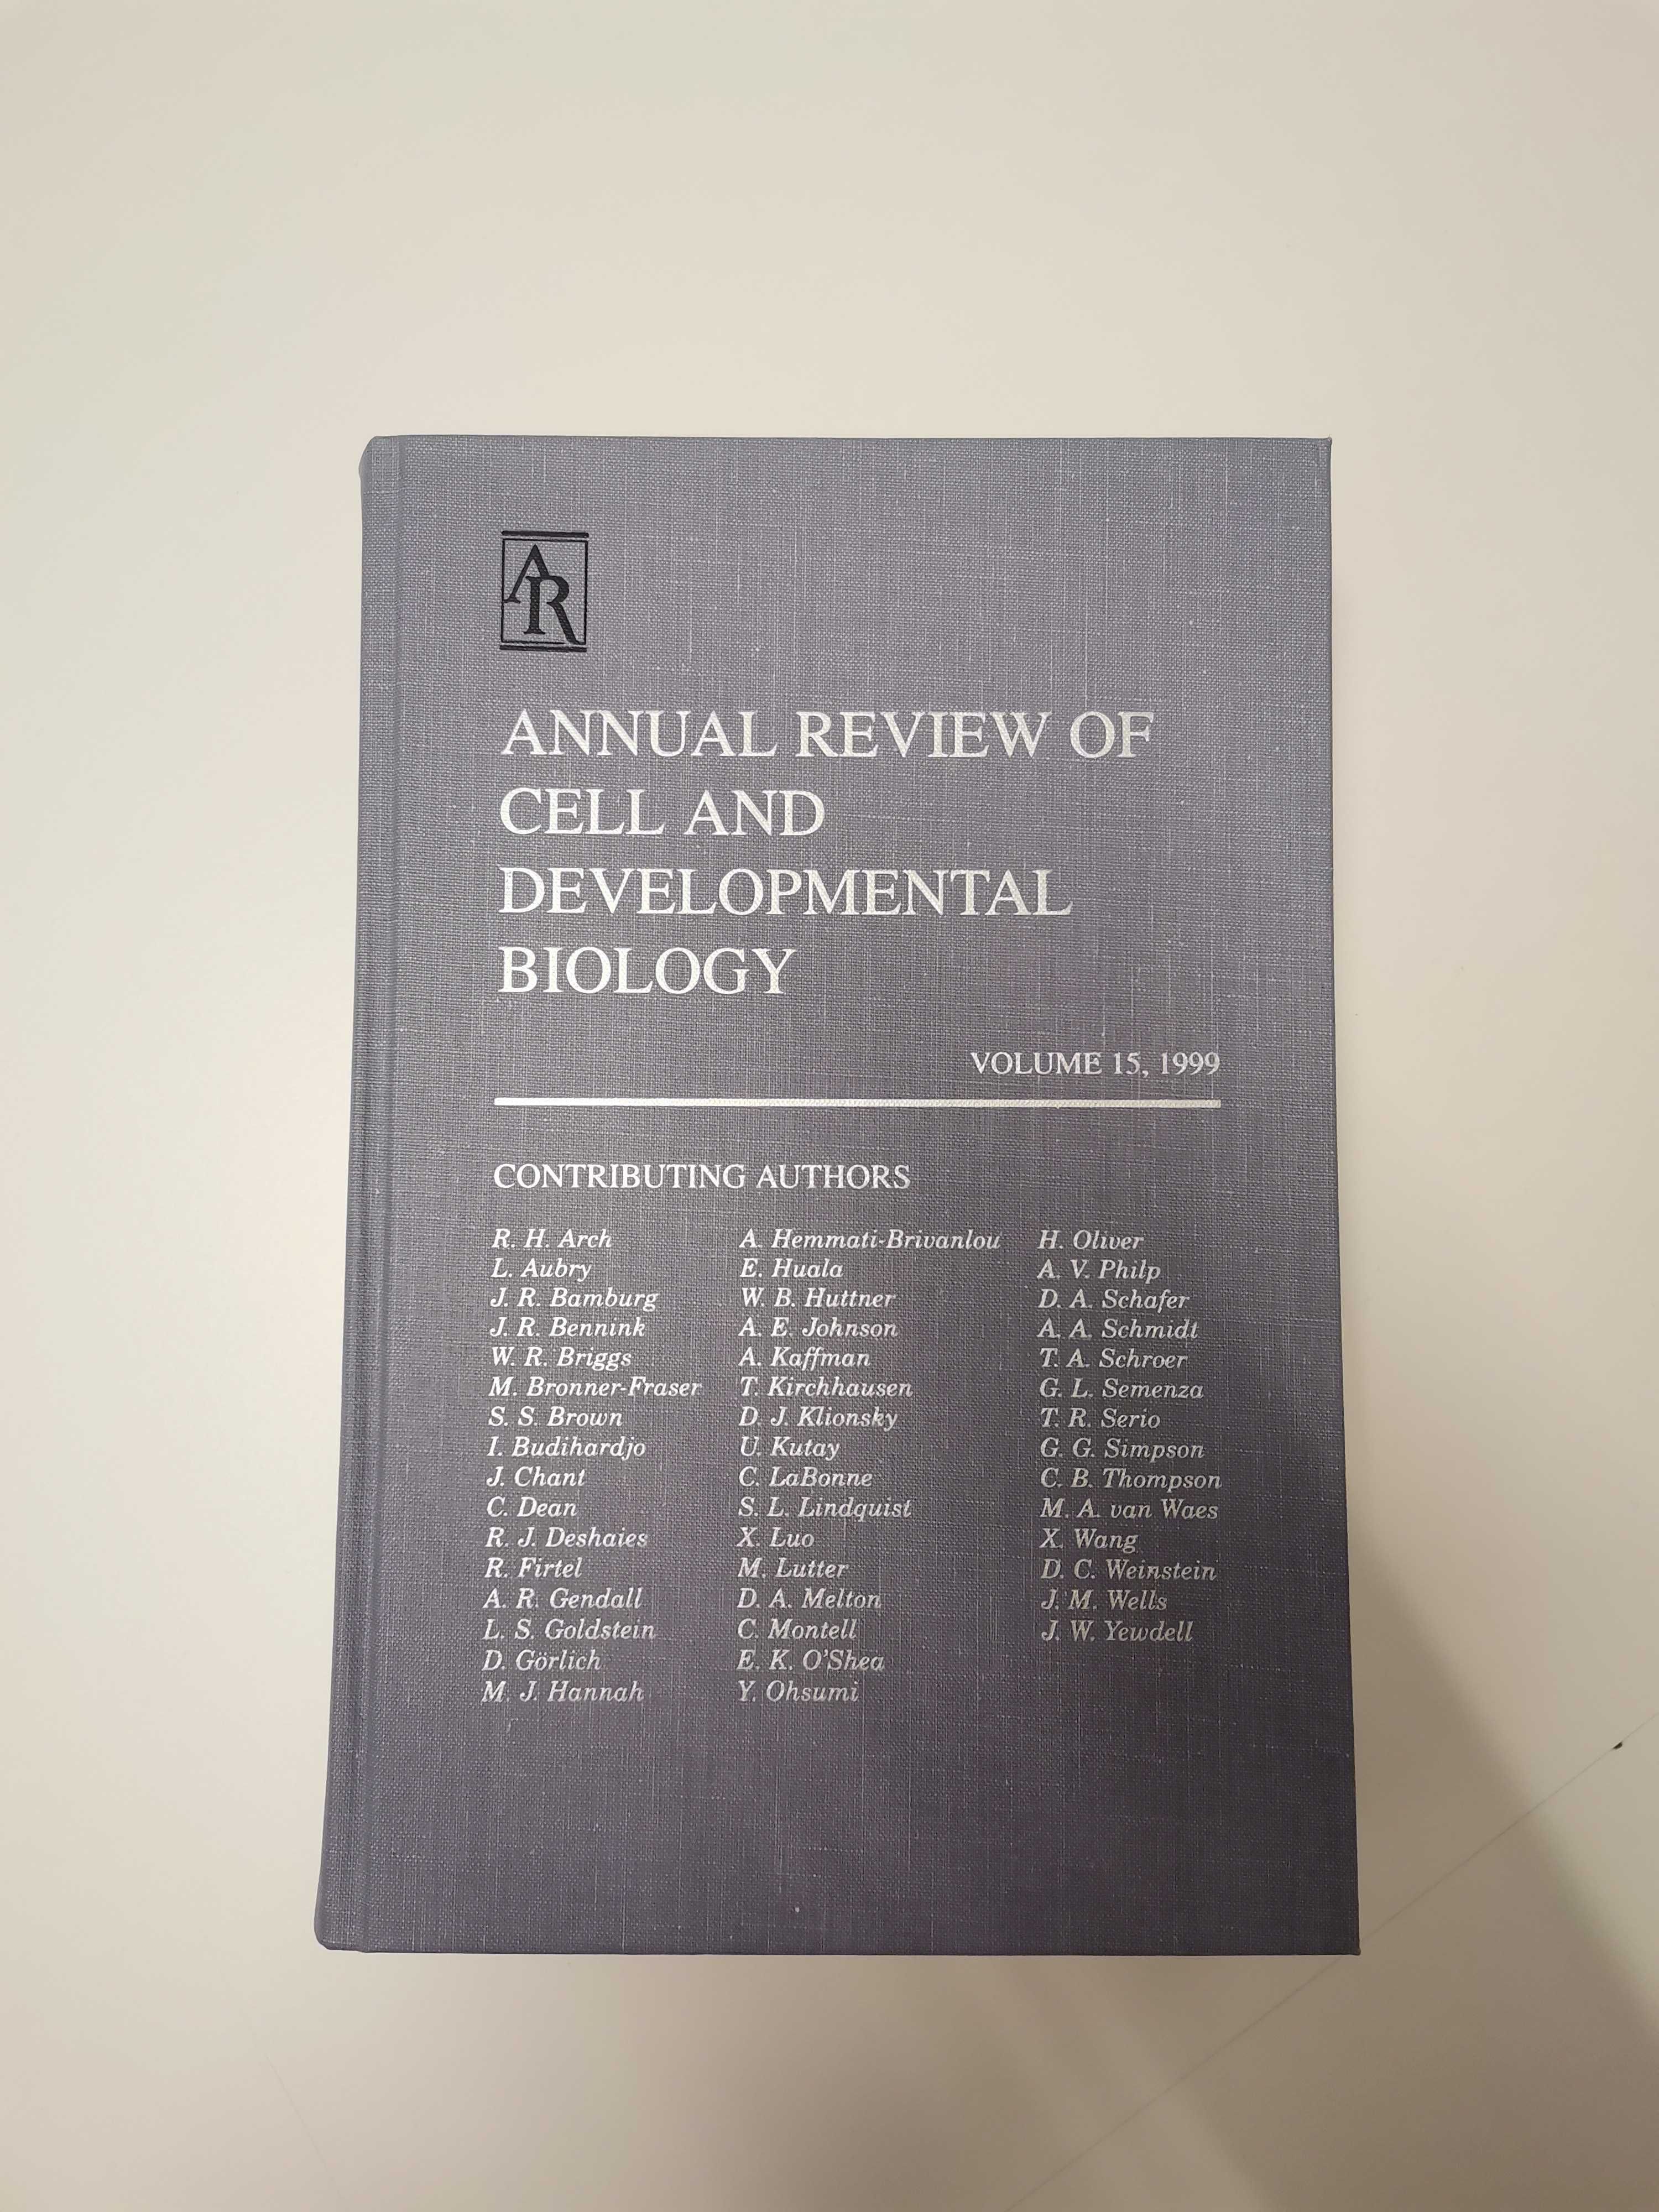 AR
ANNUAL REVIEW OF
CELL AND
DEVELOPMENTAL
BIOLOGY
VOLUME 15, 1999
CONTRIBUTING AUTHORS
R. H. Arch
L. Aubry
J. R. Bamburg
J. R. Bennink
W. R. Briggs
M. Bronner-Fraser
S. S. Brown
I. Budihardjo
J. Chant
C. Dean
R. J. Deshaies
R. Firtel
A. R. Gendall
L. S. Goldstein
D. Görlich
M. J. Hannah
A. Hemmati-Brivanlou
E. Huala
W. B. Huttner
A. E. Johnson
A. Kaffman
T. Kirchhausen
D. J. Klionsky
U. Kutay
C. LaBonne
S. L. Lindquist
X. Luo
M. Lutter
D. A. Melton
C. Montell
E. K. O'Shea
Y. Ohsumi
H. Oliver
A. V. Philp
D. A. Schafer
A. A. Schmidt
T. A. Schroer
G. L. Semenza
T. R. Serio
G. G. Simpson
C. B. Thompson
M. A. van Waes
X. Wang
D. C. Weinstein
J. M. Wells
J. W. Yewdell